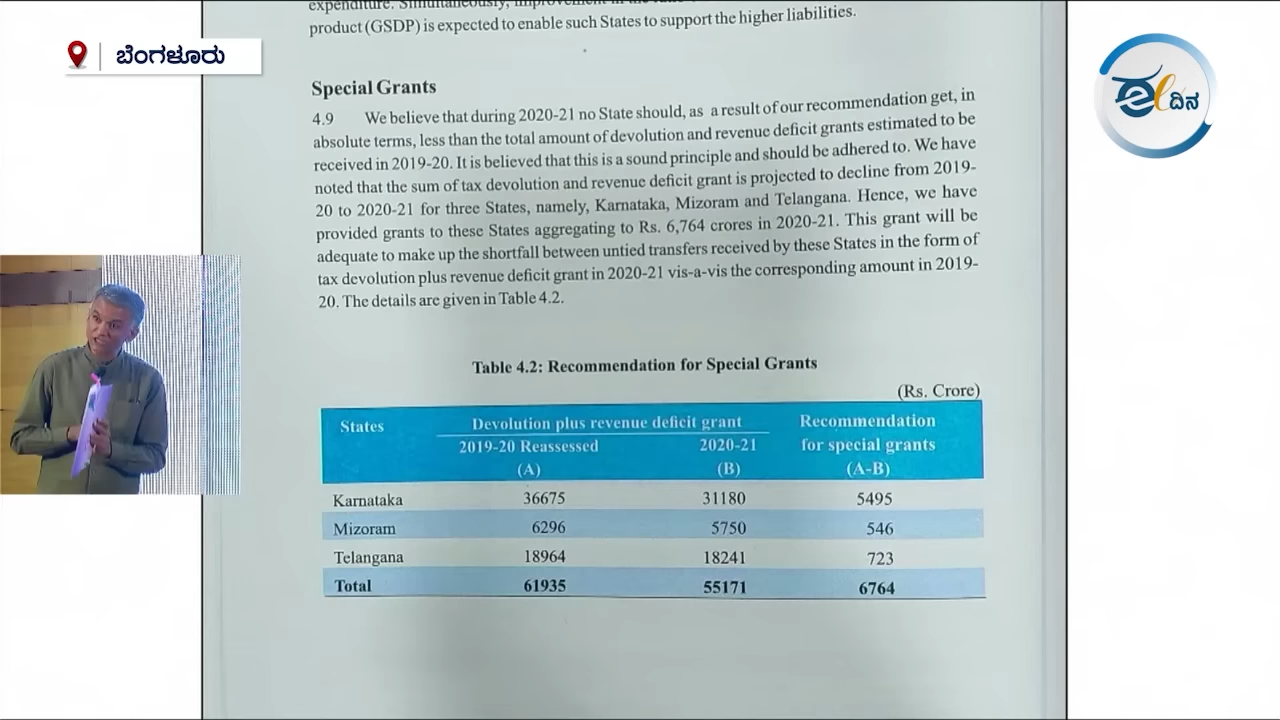 expenditure. Simultaneously, improvement in the
product (GSDP) is expected to enable such States to support the higher liabilities.
ಬೆಂಗಳೂರು
ಈದಿನ
Special Grants
4.9 We believe that during 2020-21 no State should, as a result of our recommendation get, in
absolute terms, less than the total amount of devolution and revenue deficit grants estimated to be
received in 2019-20. It is believed that this is a sound principle and should be adhered to. We have
noted that the sum of tax devolution and revenue deficit grant is projected to decline from 2019-
20 to 2020-21 for three States, namely, Karnataka, Mizoram and Telangana. Hence, we have
provided grants to these States aggregating to Rs. 6,764 crores in 2020-21. This grant will be
adequate to make up the shortfall between untied transfers received by these States in the form of
tax devolution plus revenue deficit grant in 2020-21 vis-a-vis the corresponding amount in 2019-
20. The details are given in Table 4.2.
Table 4.2: Recommendation for Special Grants
(Rs. Crore)
States Devolution plus revenue deficit grant Recommendation
2019-20 Reassessed 2020-21 for special grants
(A) (B) (A-B)
Karnataka 36675 31180 5495
Mizoram 6296 5750 546
Telangana 18964 18241 723
Total 61935 55171 6764